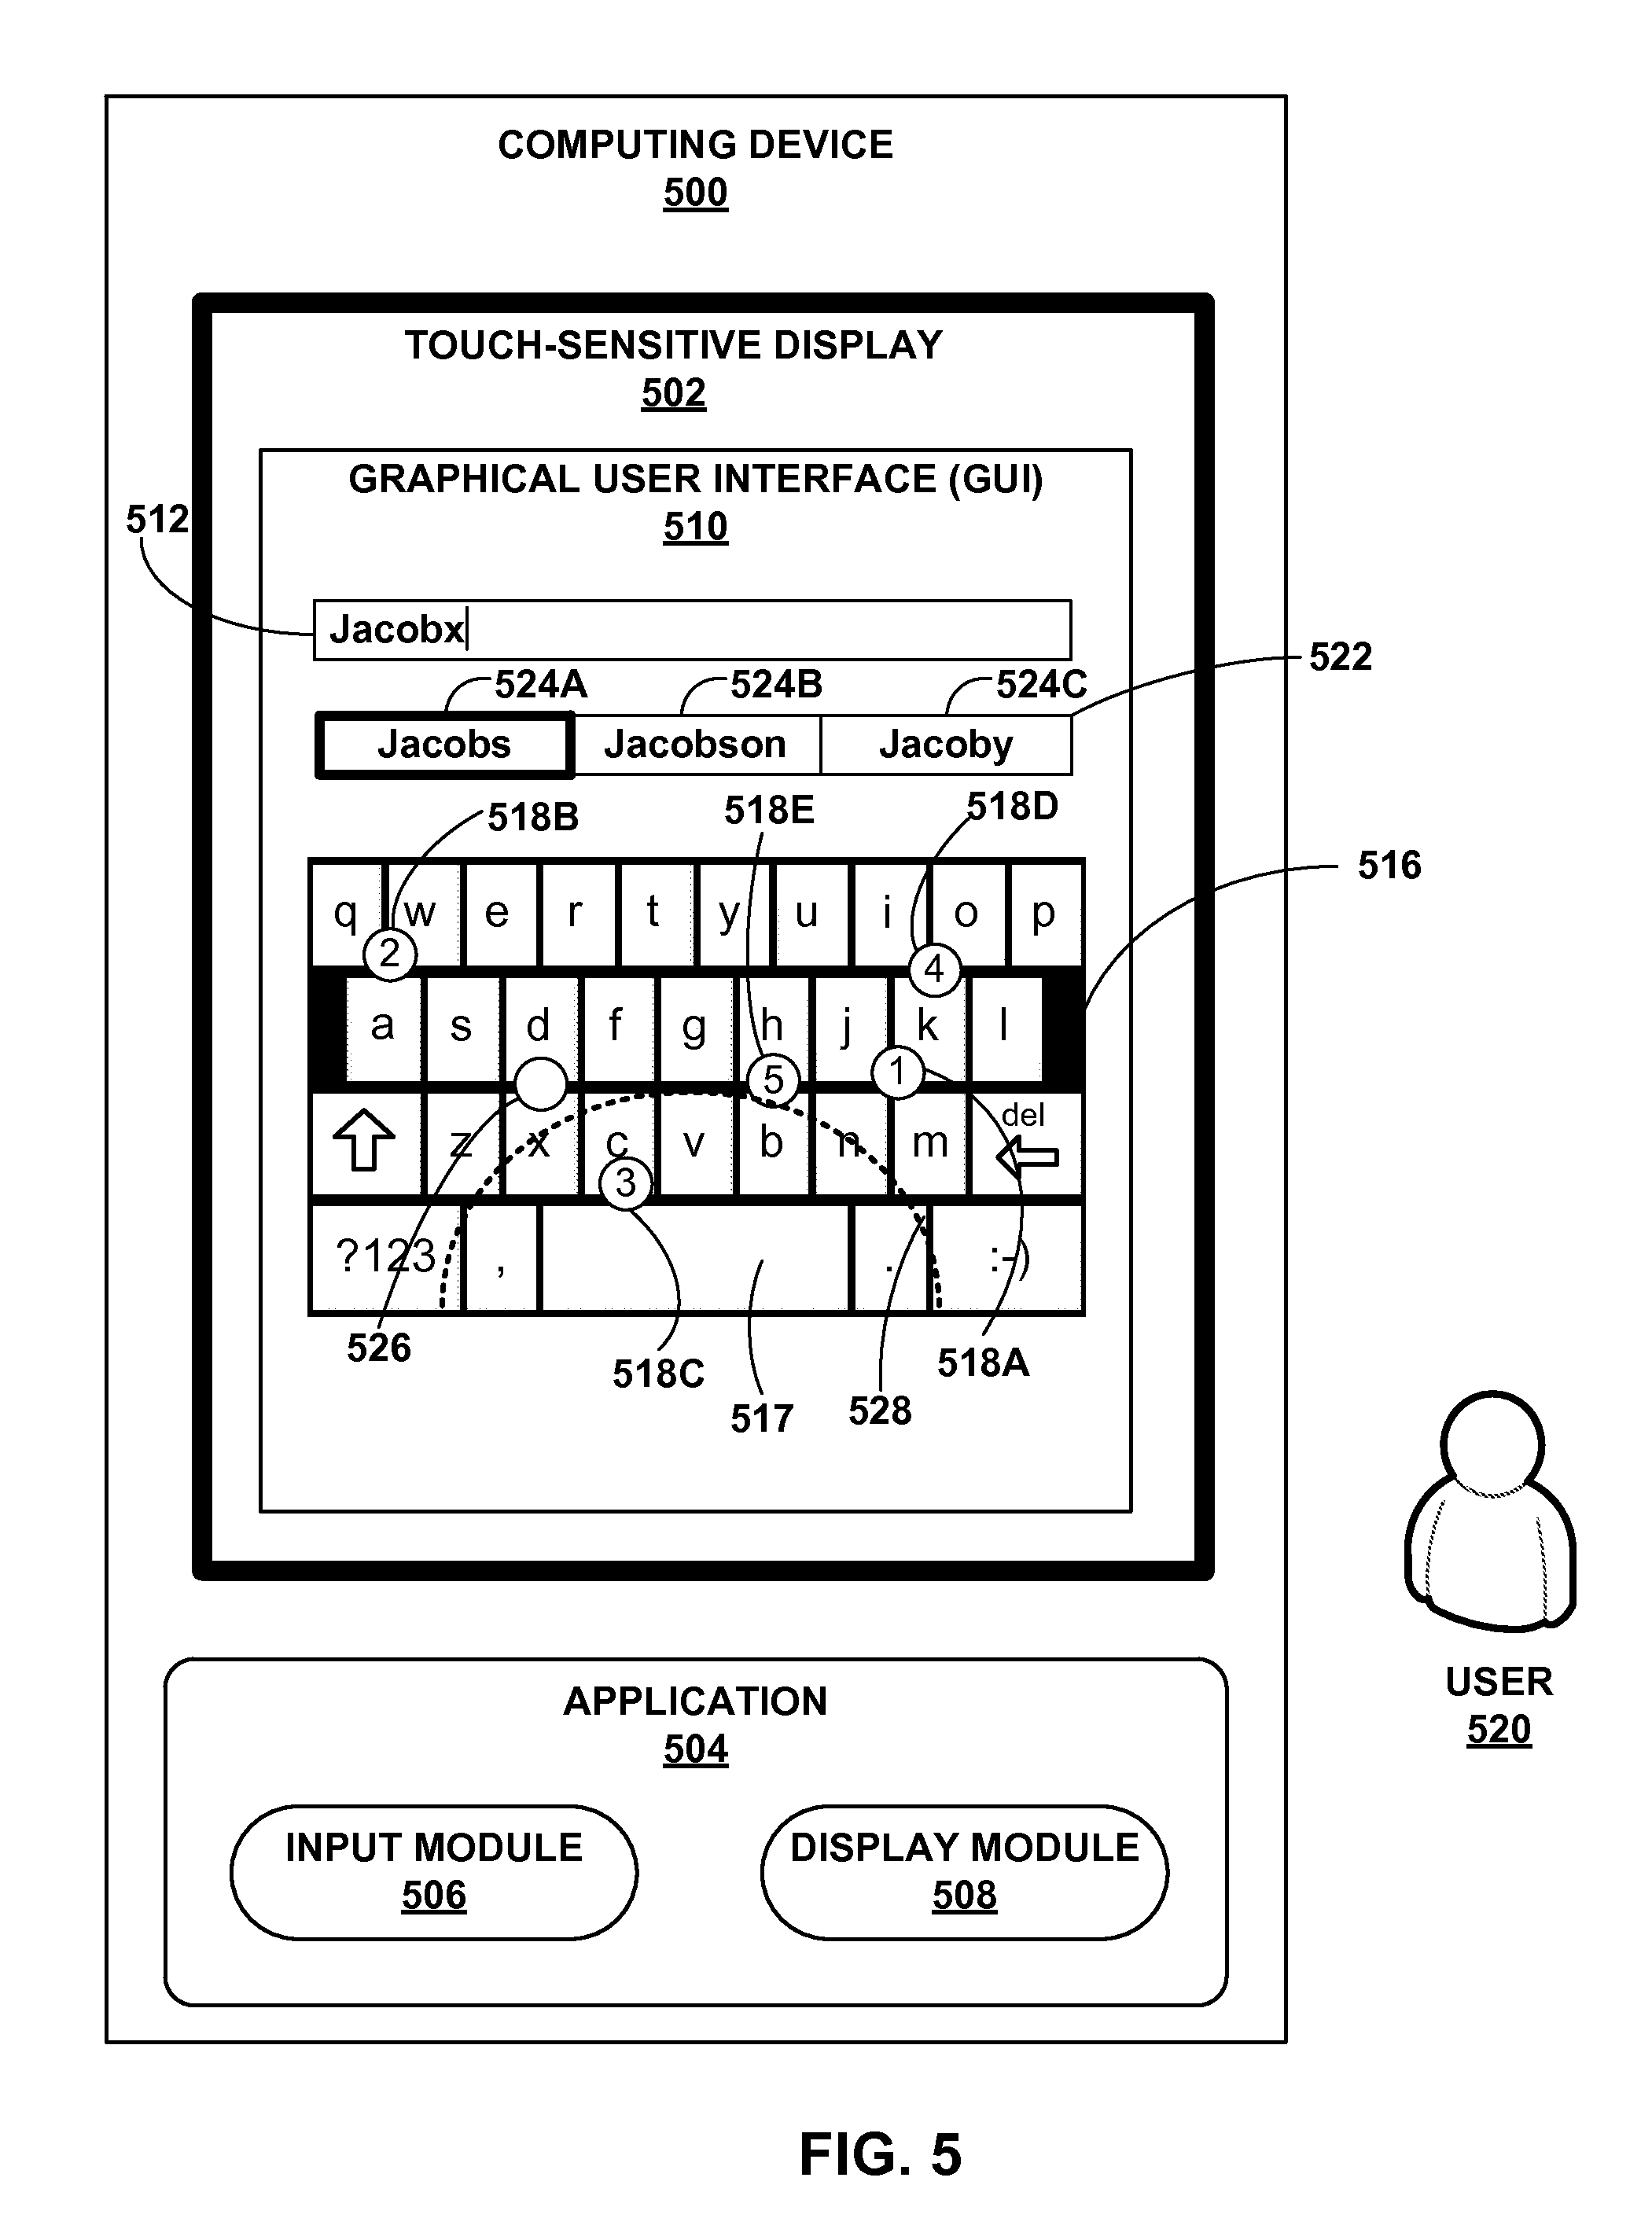 COMPUTING DEVICE
500
TOUCH-SENSITIVE DISPLAY
502
GRAPHICAL USER INTERFACE (GUI)
510
512
Jacobx
524A 524B 524C
522
Jacobs Jacobson Jacoby
518B 518E 518D
516
q w e r t y u i o p
2 4
a s d f g h j k l
5 1
del
z x c v b n m
3
?123 , . :-)
526 518C 517 528 518A
USER
520
APPLICATION
504
INPUT MODULE
506
DISPLAY MODULE
508
FIG. 5